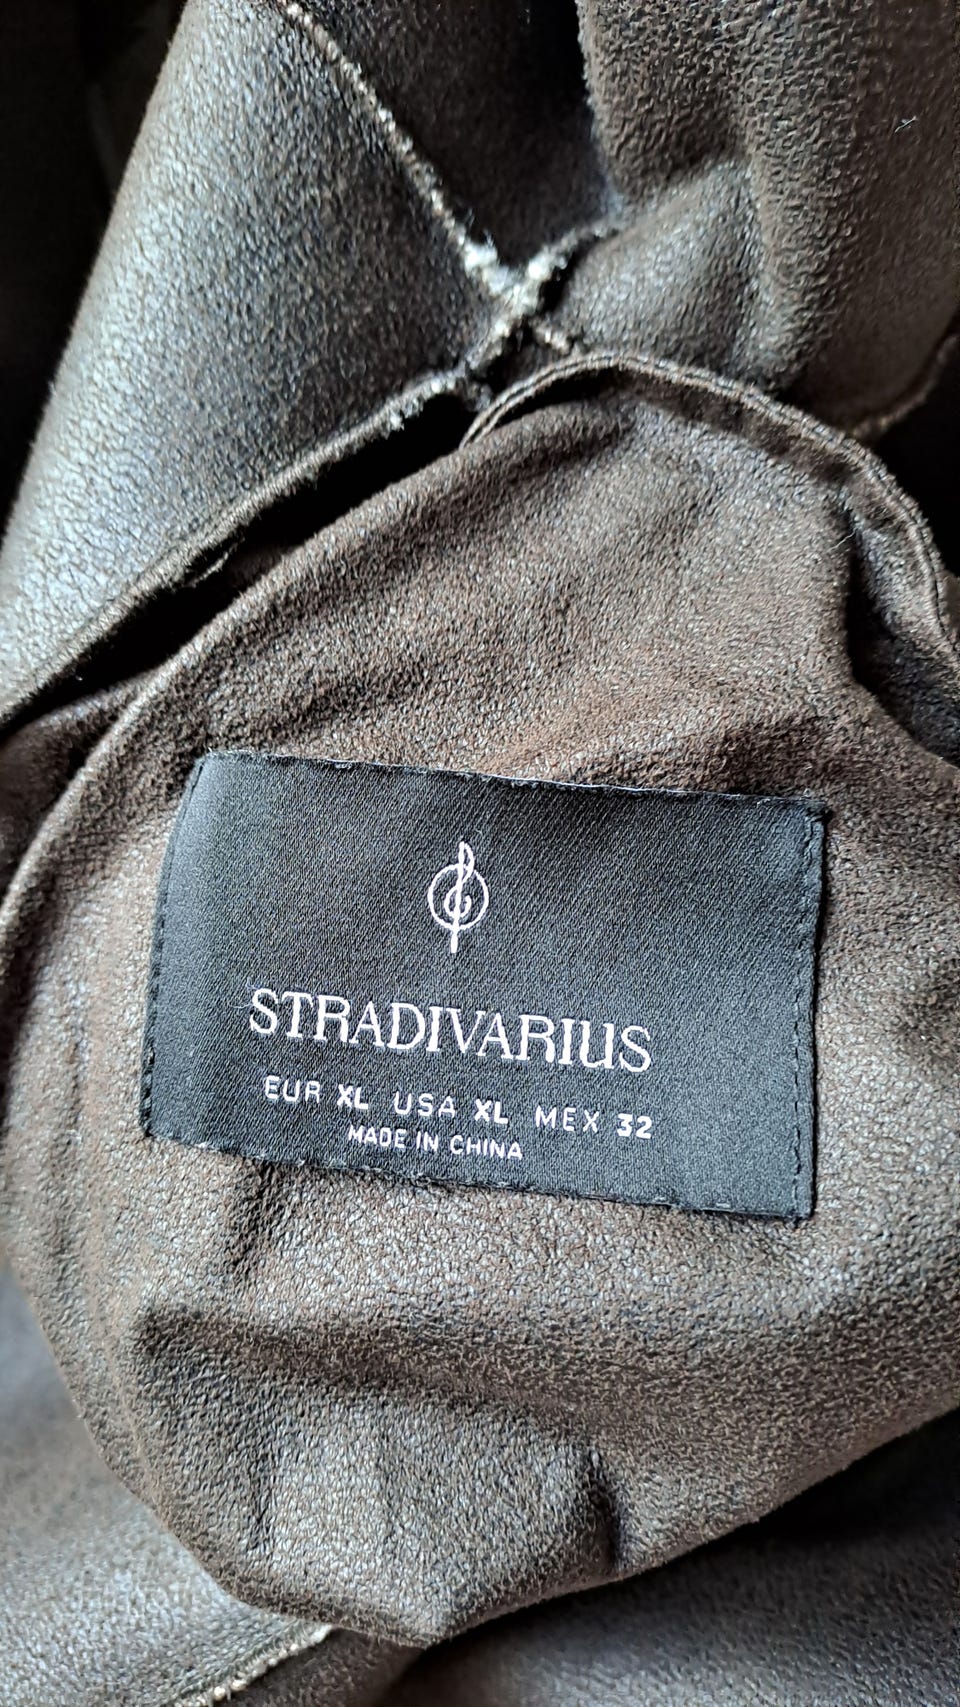 STRADIVARIUS
EUR XL USA XL MEX 32
MADE IN CHINA